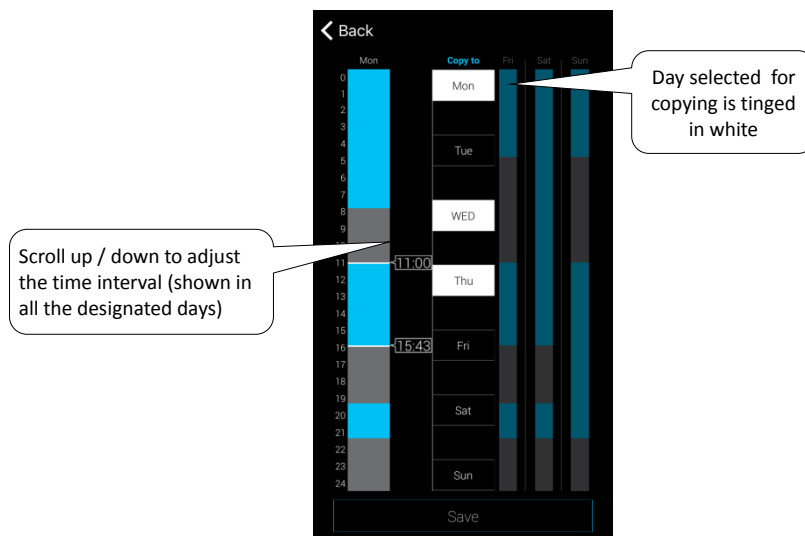 Back
Mon
Copy to
Fri
Sat
Sun
0
1
2
3
4
5
6
7
8
9
10
11
12
13
14
15
16
17
18
19
20
21
22
23
24
11:00
15:43
Mon
Tue
WED
Thu
Fri
Sat
Sun
Save
Day selected for
copying is tinged
in white
Scroll up / down to adjust
the time interval (shown in
all the designated days)